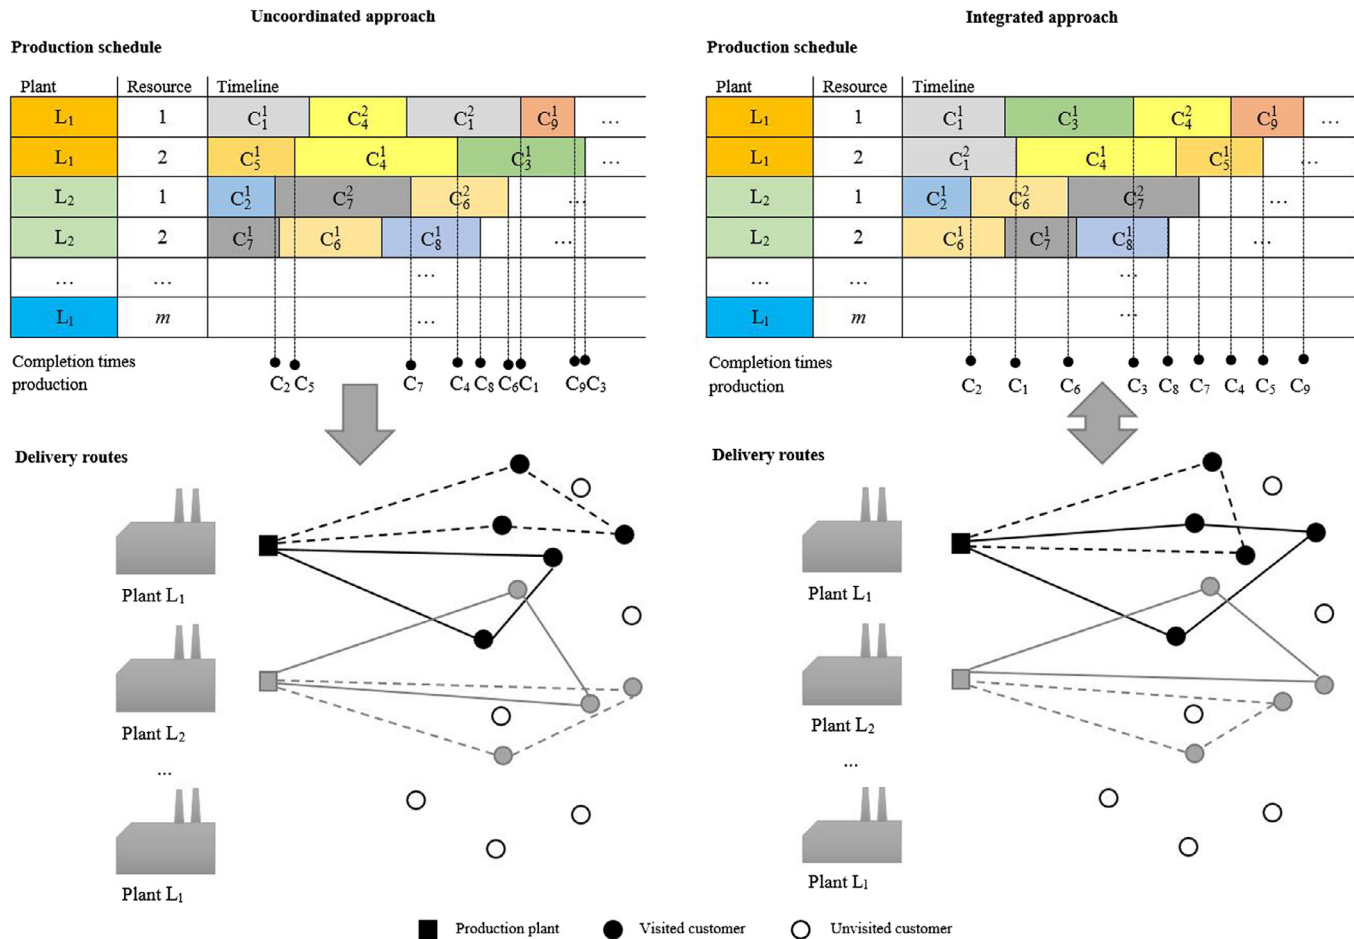 Uncoordinated approach
Production schedule
Plant Resource Timeline
L₁ 1 C₁¹ C₄² C₁¹ C₉¹ ...
L₁ 2 C₅¹ C₄¹ C₃¹ ...
L₂ 1 C₂¹ C₇² C₆² ...
L₂ 2 C₇¹ C₆¹ C₈¹ ...
... ... ...
L₁ m ...
Completion times
production
C₂ C₅ C₇ C₄ C₈ C₆ C₁ C₉ C₃
Delivery routes
Plant L₁
Plant L₂
...
Plant L₁
Integrated approach
Production schedule
Plant Resource Timeline
L₁ 1 C₁¹ C₃¹ C₄² C₉¹ ...
L₁ 2 C₁² C₄¹ C₅¹ ...
L₂ 1 C₂¹ C₆² C₇² ...
L₂ 2 C₆¹ C₇¹ C₈¹ ...
... ... ...
L₁ m ...
Completion times
production
C₂ C₁ C₆ C₃ C₈ C₇ C₄ C₅ C₉
Delivery routes
Plant L₁
Plant L₂
...
Plant L₁
Production plant Visited customer Unvisited customer